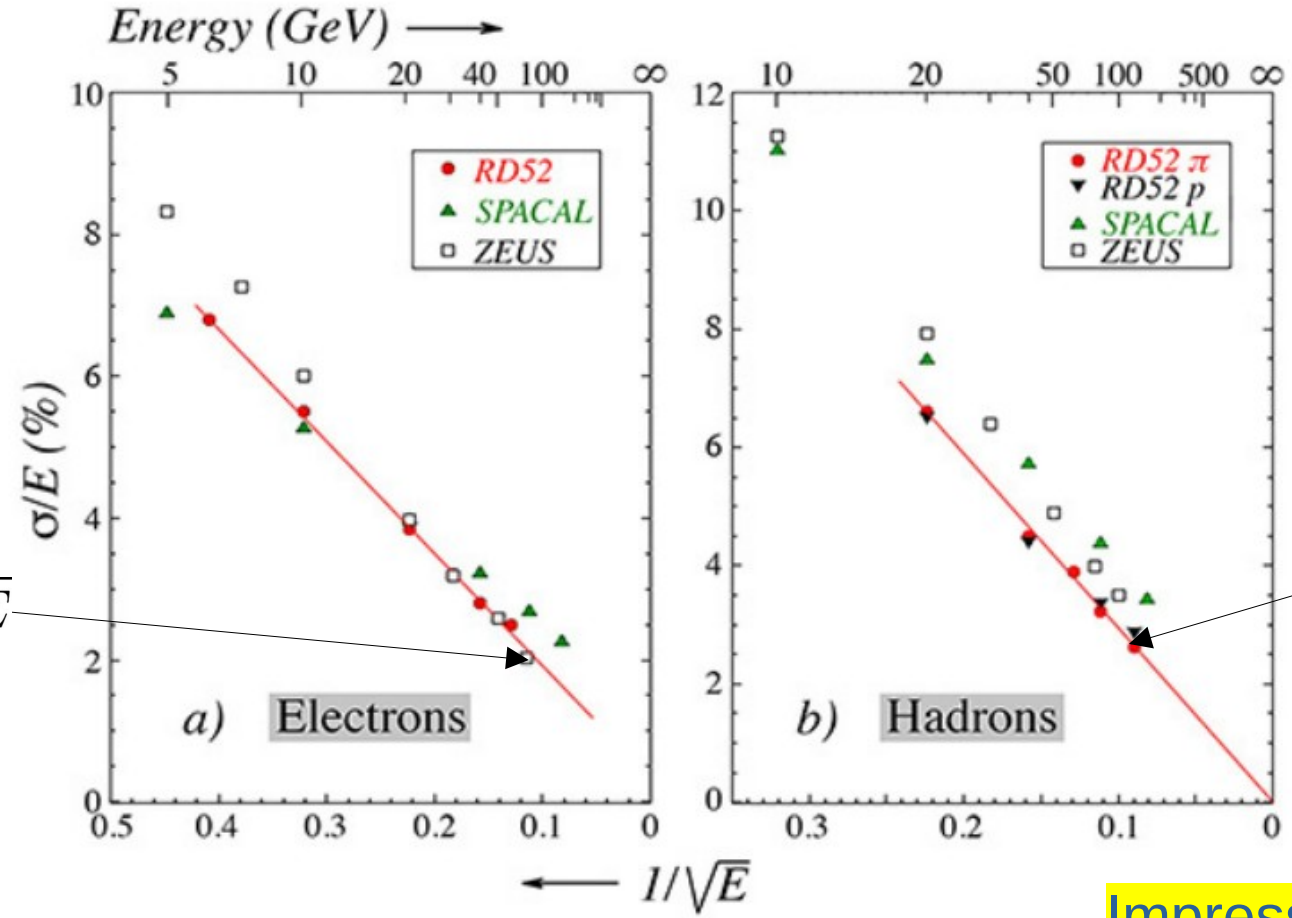 Energy (GeV) →
5 10 20 40 100 ∞
10 20 50 100 500 ∞
10
8
6
4
2
0
σ/E (%)
RD52
SPACAL
ZEUS
a) Electrons
0.5 0.4 0.3 0.2 0.1 0
12
10
8
6
4
2
0
RD52 π
RD52 p
SPACAL
ZEUS
b) Hadrons
0.3 0.2 0.1 0
← 1/√E